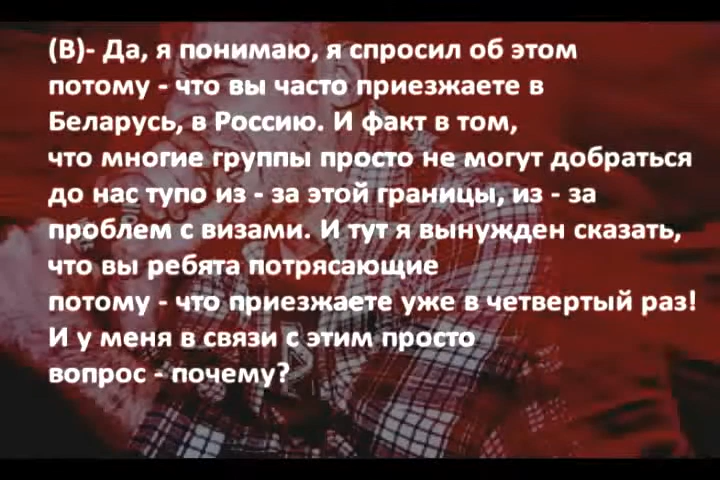 (В)- Да, я понимаю, я спросил об этом
потому - что вы часто приезжаете в
Беларусь, в Россию. И факт в том,
что многие группы просто не могут добраться
до нас тупо из - за этой границы, из - за
проблем с визами. И тут я вынужден сказать,
что вы ребята потрясающие
потому - что приезжаете уже в четвертый раз!
И у меня в связи с этим просто
вопрос - почему?